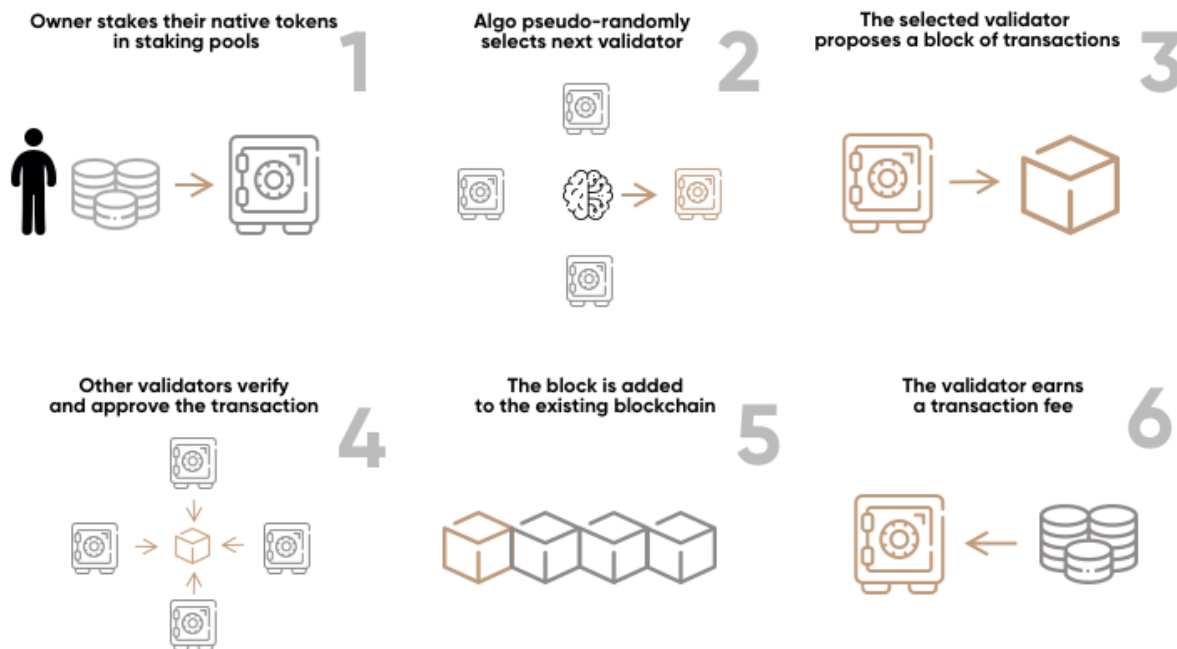 Owner stakes their native tokens
in staking pools
1
Algo pseudo-randomly
selects next validator
2
The selected validator
proposes a block of transactions
3
Other validators verify
and approve the transaction
4
The block is added
to the existing blockchain
5
The validator earns
a transaction fee
6